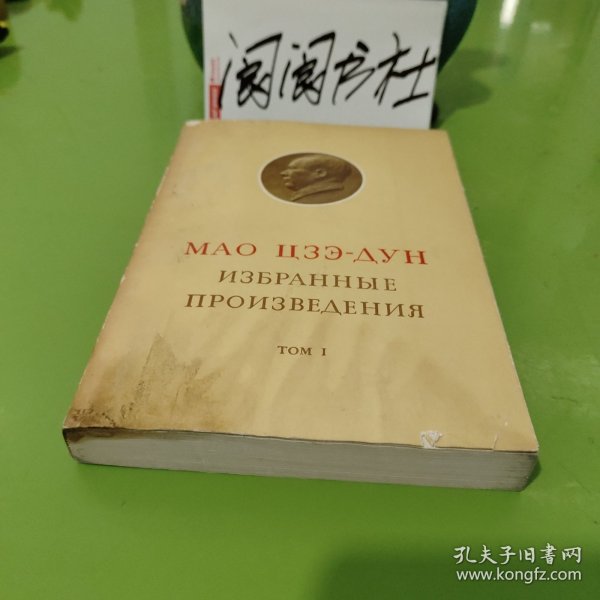 阅阅书社
МАО ЦЗЭ-ДУН
ИЗБРАННЫЕ
ПРОИЗВЕДЕНИЯ
ТОМ I
孔夫子旧书网
www.kongfz.com